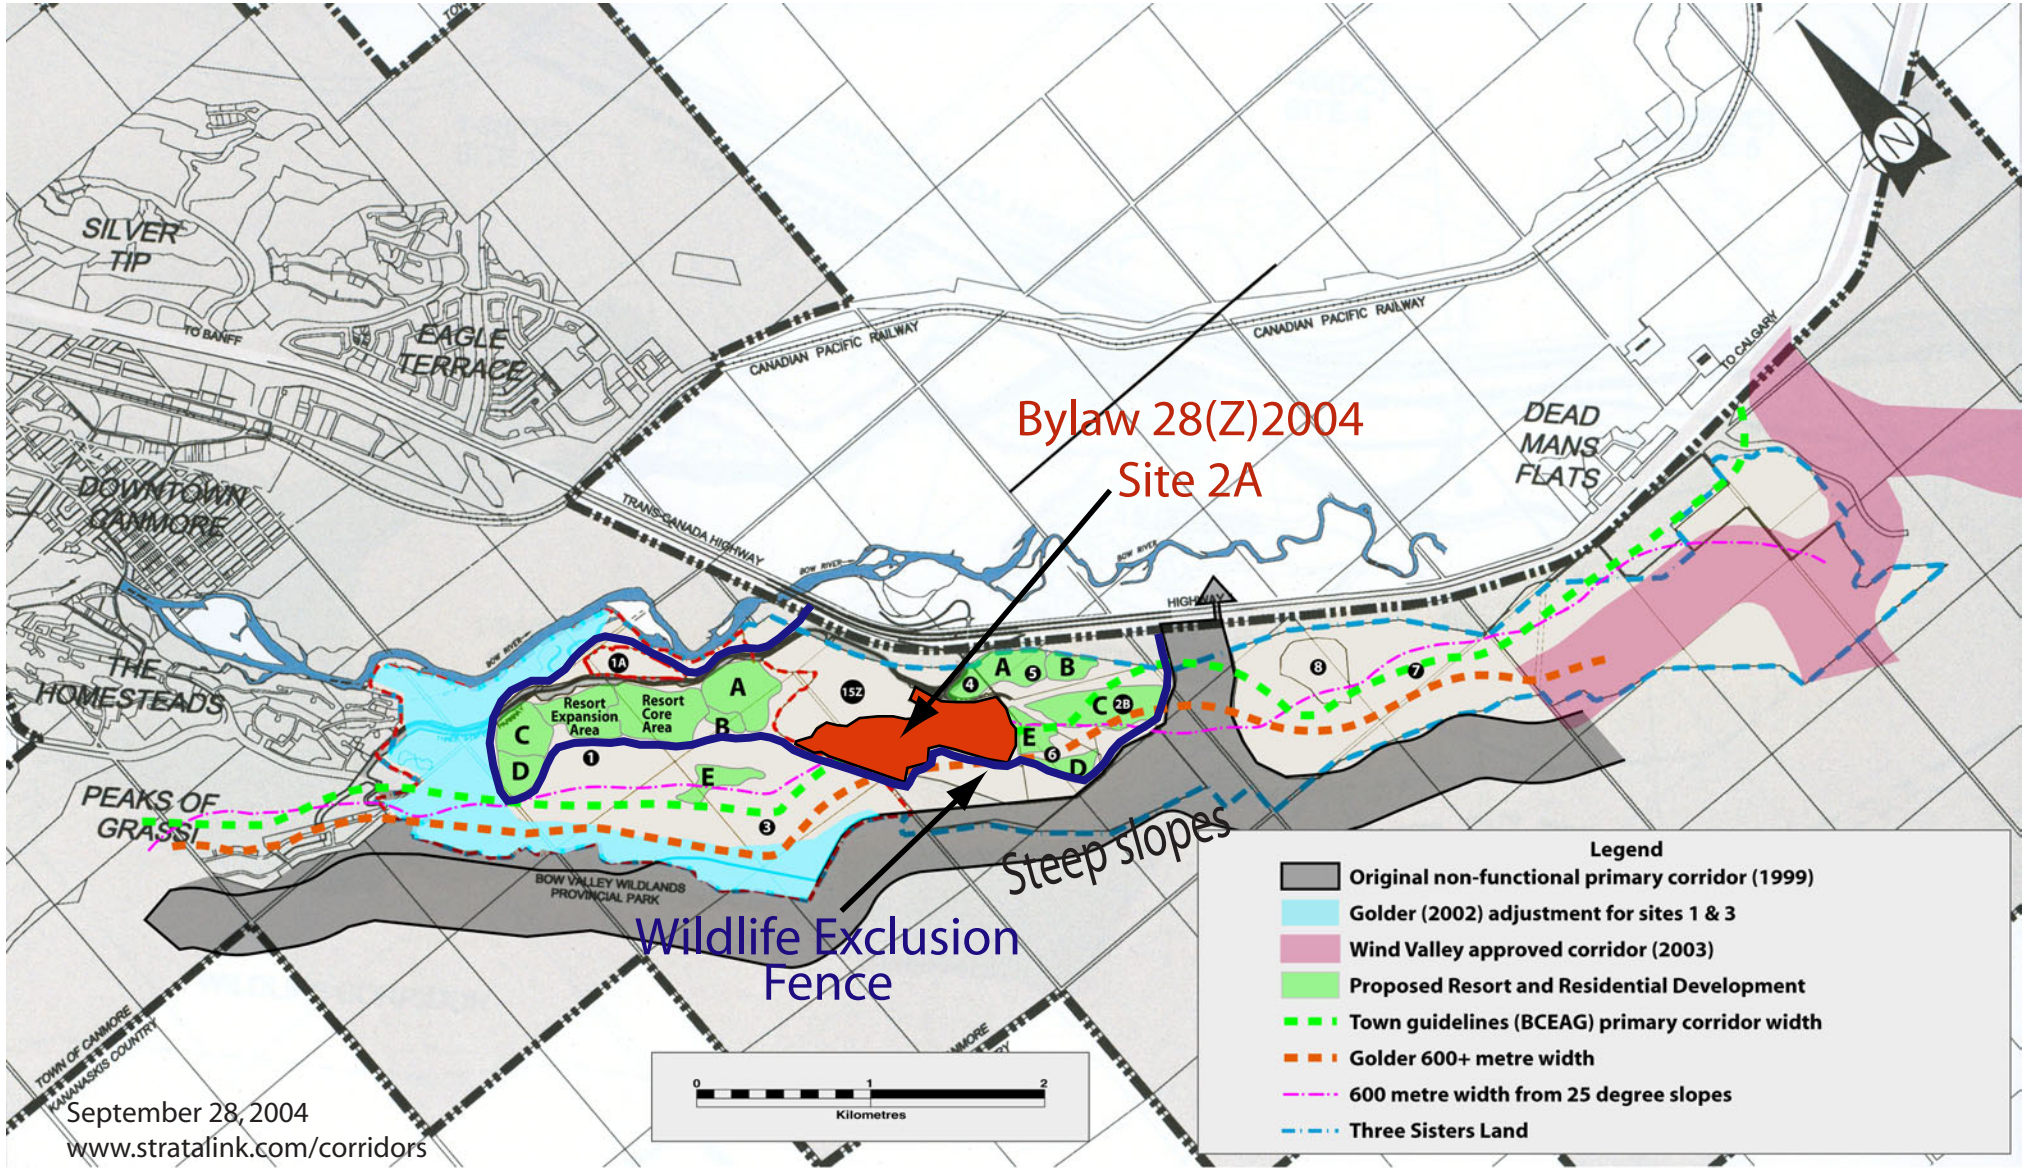 TOWN
SILVER
TIP
TO BANFF
EAGLE
TERRACE
CANADIAN PACIFIC RAILWAY
CANADIAN PACIFIC RAILWAY
TO CALGARY
N
Bylaw 28(Z)2004
Site 2A
DEAD
MANS
FLATS
DOWNTOWN
CANMORE
TRANS-CANADA HIGHWAY
BOW RIVER
BOW RIVER
HIGHWAY
BOW RIVER
THE
HOMESTEADS
1A
A
15Z
4
A
5
B
8
7
C
Resort
Expansion
Area
Resort
Core
Area
B
C
2B
E
6
D
D
1
E
3
PEAKS OF
GRASSI
Steep slopes
BOW VALLEY WILDLANDS
PROVINCIAL PARK
Wildlife Exclusion
Fence
TOWN OF CANMORE
KANANASKIS COUNTRY
September 28, 2004
www.stratalink.com/corridors
0 1 2
Kilometres
Legend
Original non-functional primary corridor (1999)
Golder (2002) adjustment for sites 1 & 3
Wind Valley approved corridor (2003)
Proposed Resort and Residential Development
Town guidelines (BCEAG) primary corridor width
Golder 600+ metre width
600 metre width from 25 degree slopes
Three Sisters Land